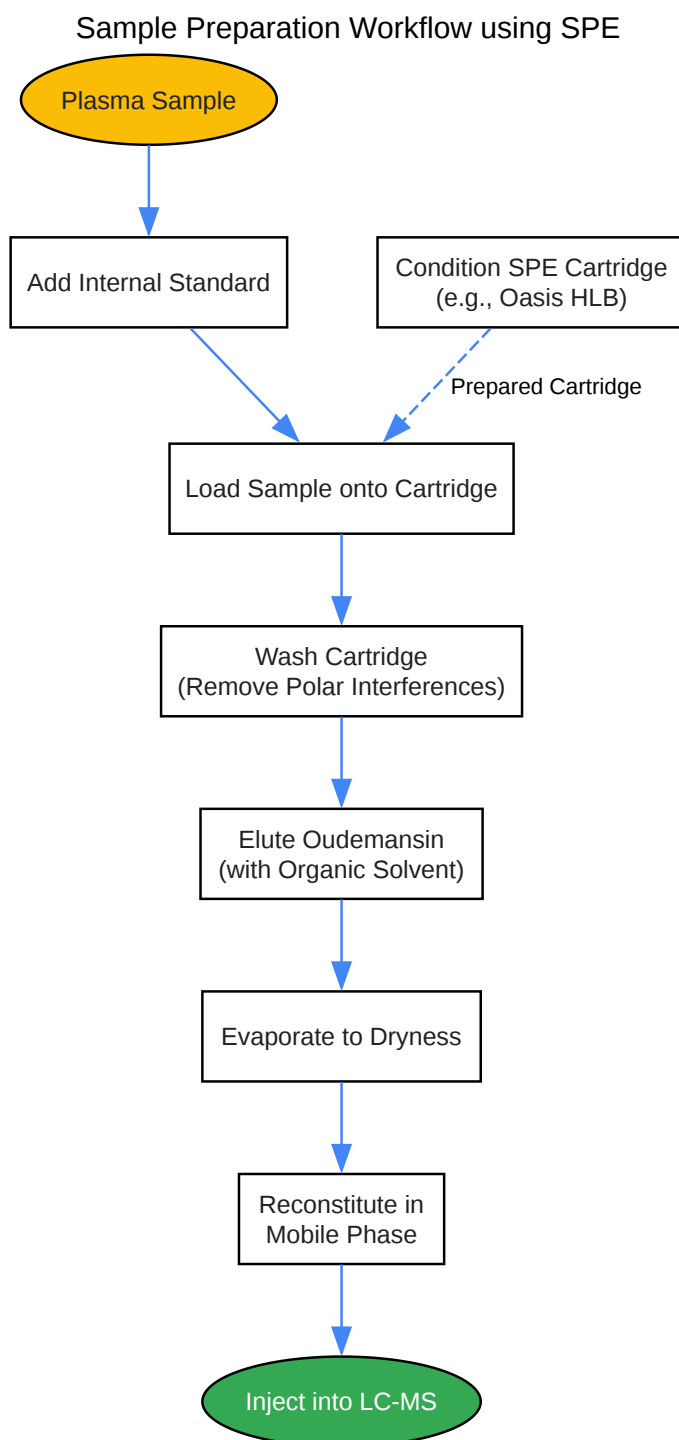 Sample Preparation Workflow using SPE
Plasma Sample
Add Internal Standard
Condition SPE Cartridge
(e.g., Oasis HLB)
Prepared Cartridge
Load Sample onto Cartridge
Wash Cartridge
(Remove Polar Interferences)
Elute Oudemansin
(with Organic Solvent)
Evaporate to Dryness
Reconstitute in
Mobile Phase
Inject into LC-MS